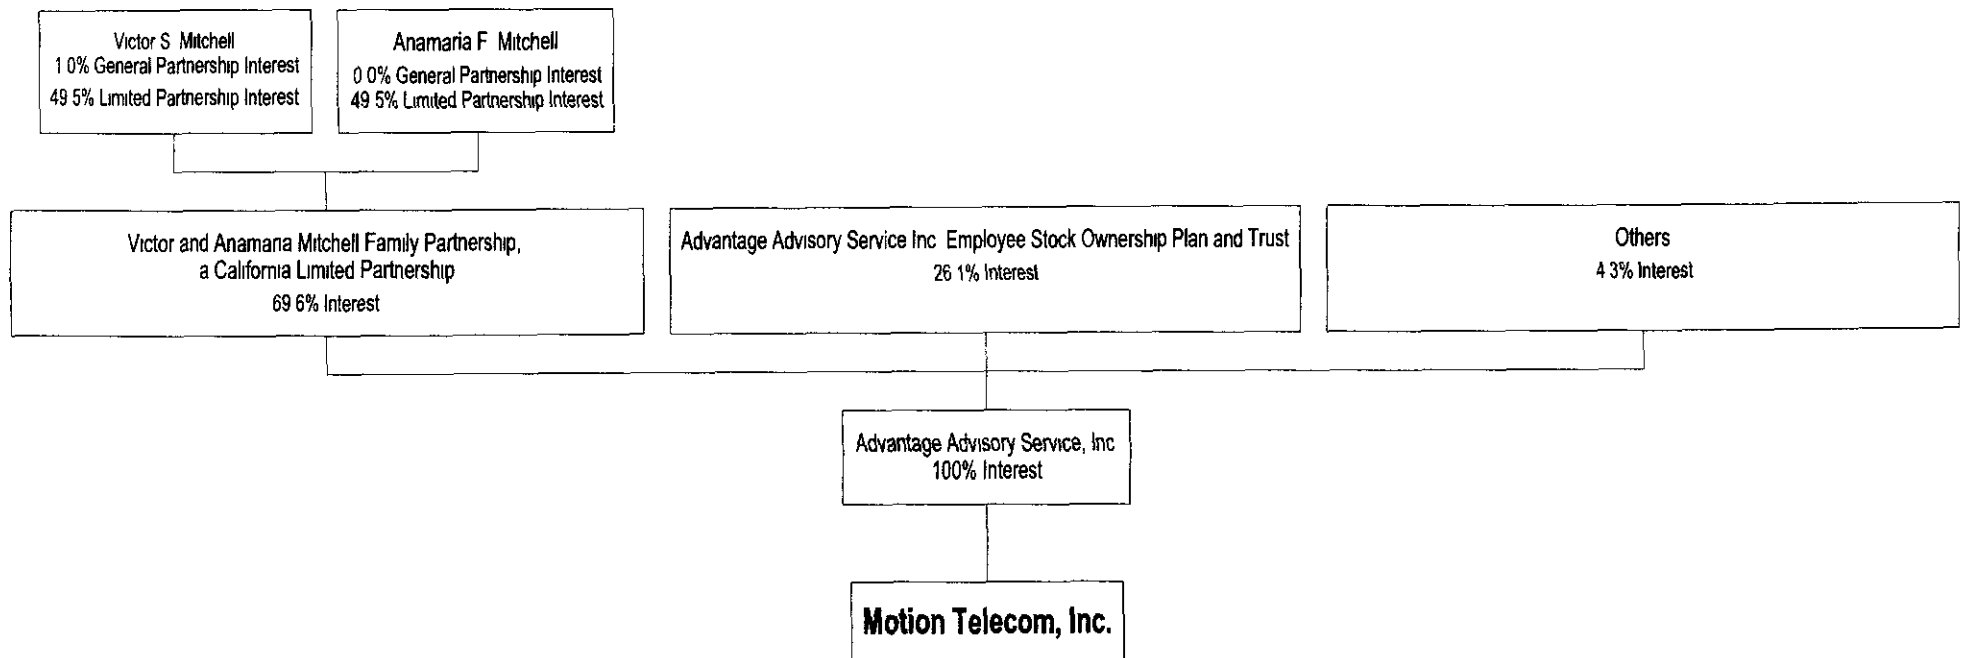 Victor S Mitchell
1 0% General Partnership Interest
49 5% Limited Partnership Interest
Anamaria F Mitchell
0 0% General Partnership Interest
49 5% Limited Partnership Interest
Victor and Anamaria Mitchell Family Partnership,
a California Limited Partnership
69 6% Interest
Advantage Advisory Service Inc Employee Stock Ownership Plan and Trust
26 1% Interest
Others
4 3% Interest
Advantage Advisory Service, Inc
100% Interest
Motion Telecom, Inc.